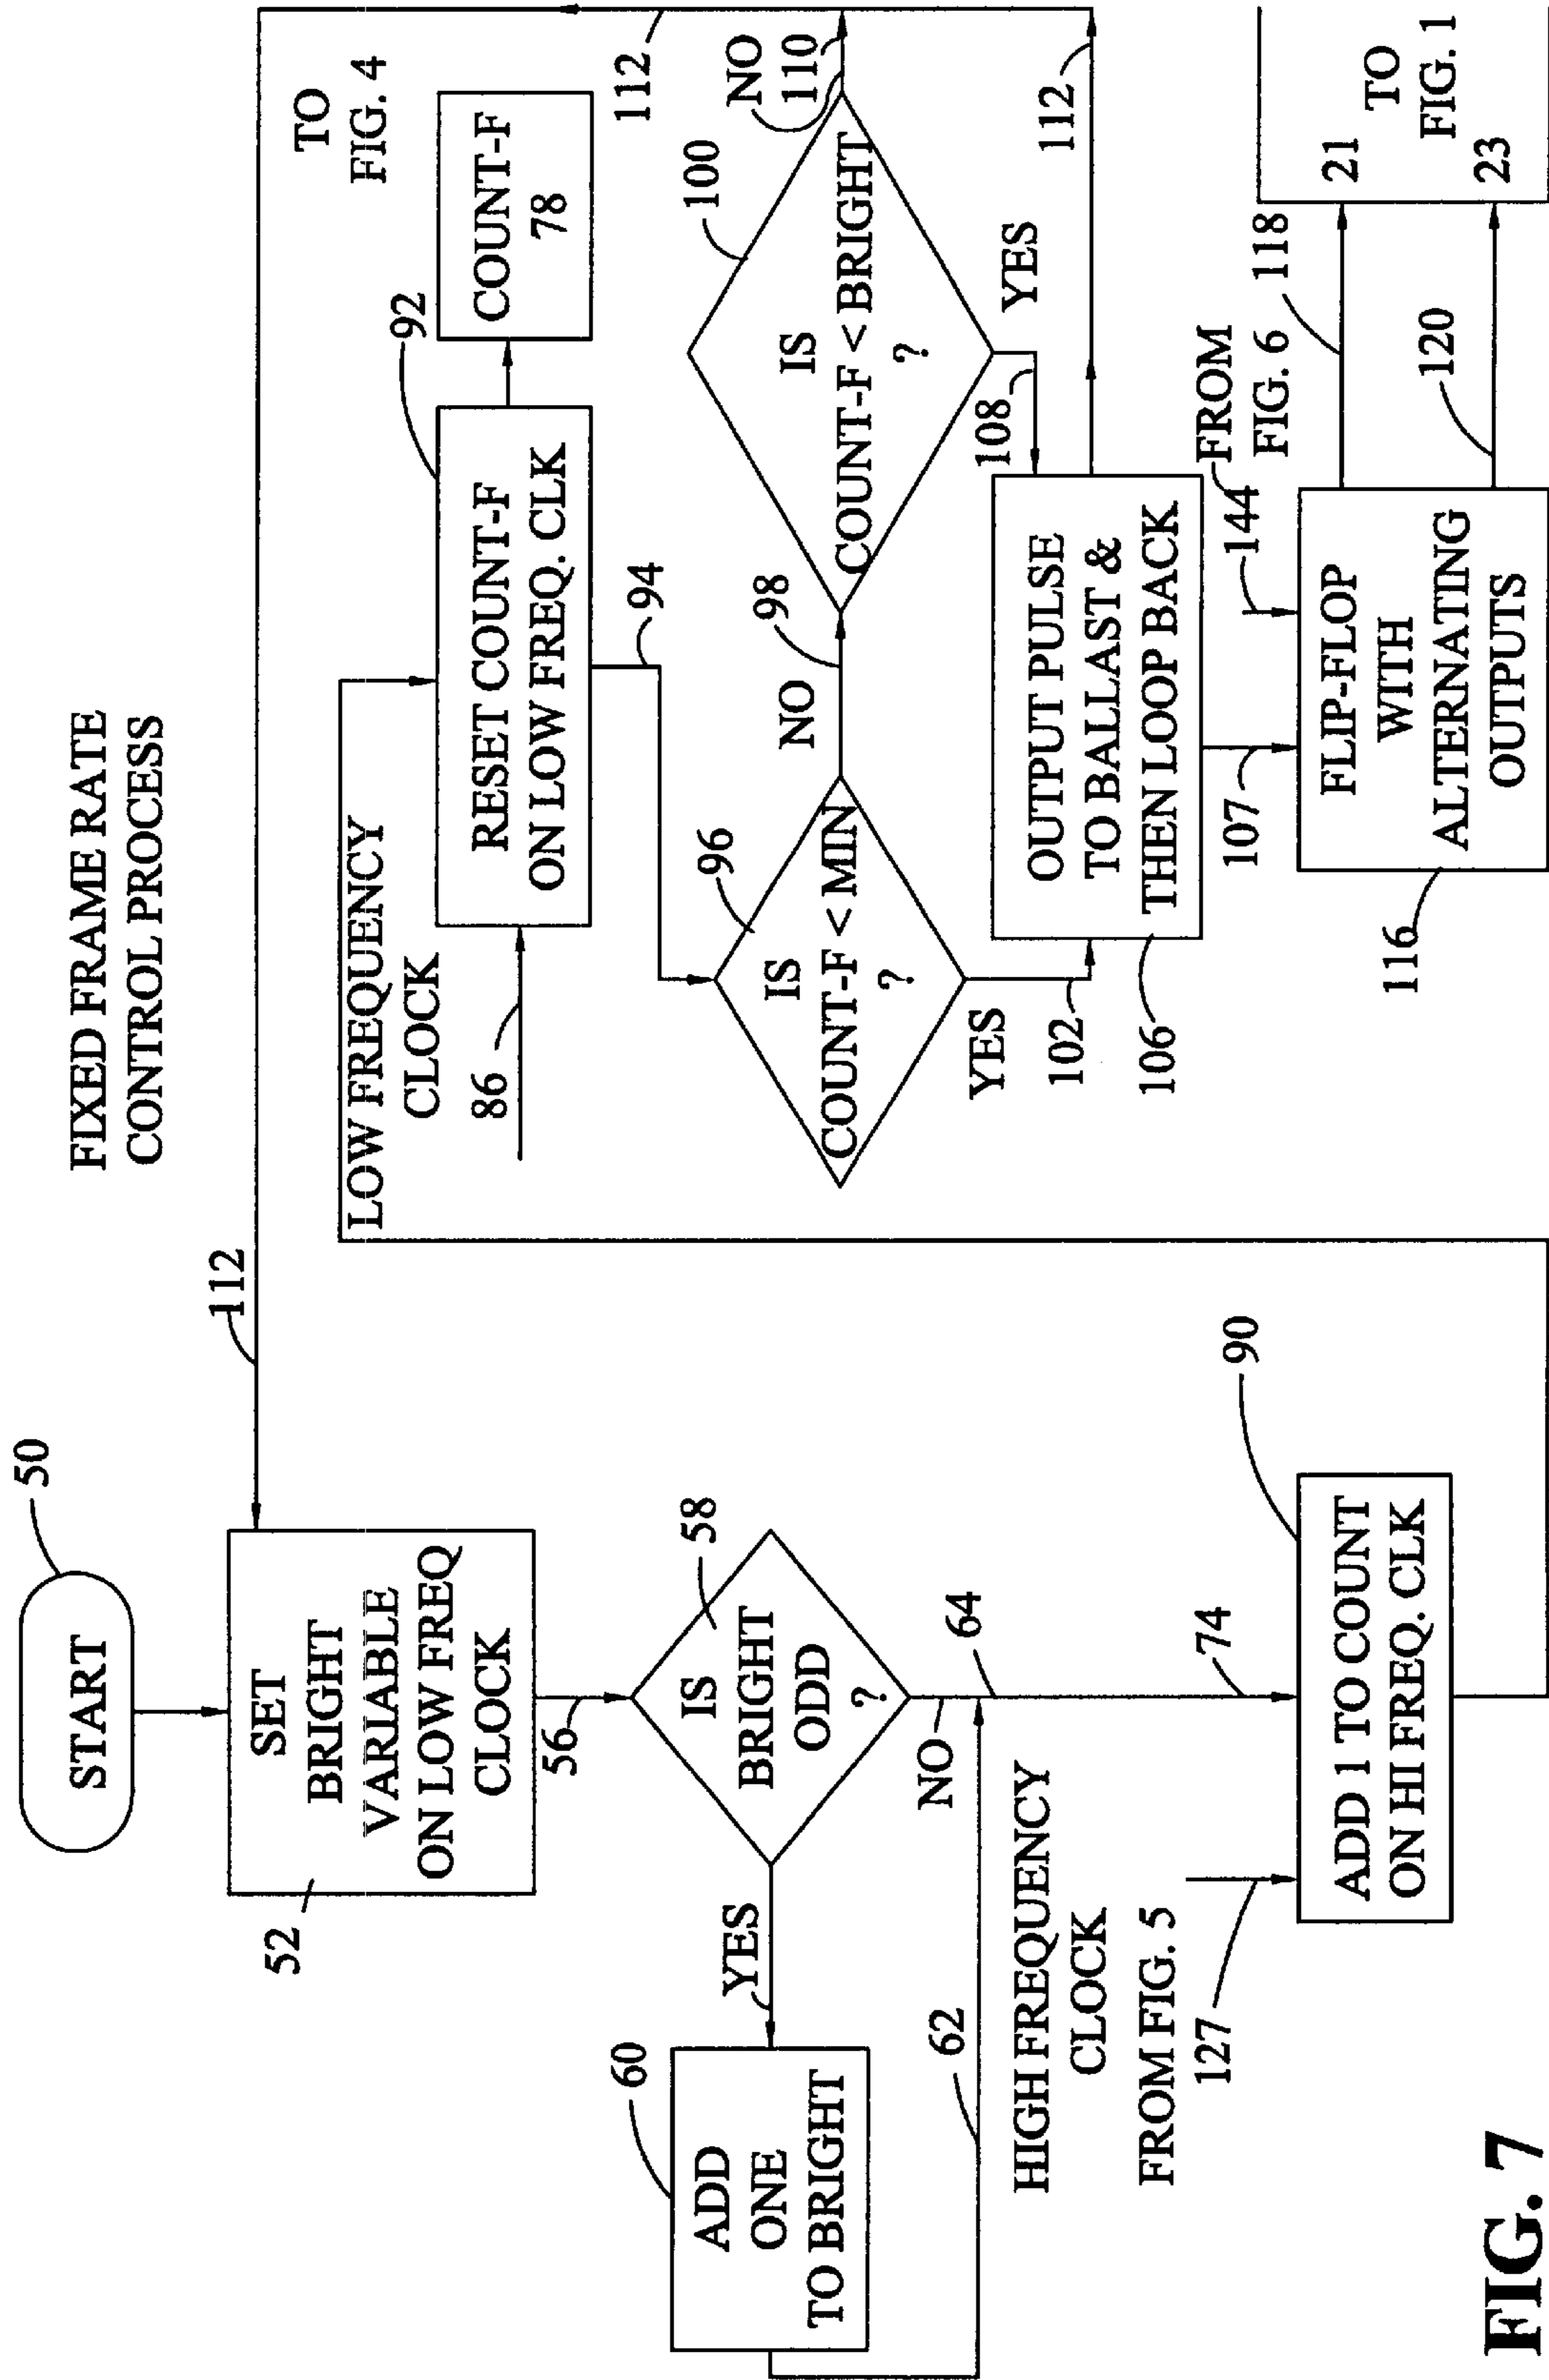 FIXED FRAME RATE
CONTROL PROCESS
START
50
112
SET
BRIGHT
VARIABLE
ON LOW FREQ
CLOCK
52
56
IS
BRIGHT
ODD
?
58
YES
NO
60
ADD
ONE
TO BRIGHT
62
64
HIGH FREQUENCY
CLOCK
FROM FIG. 5
127
74
90
ADD 1 TO COUNT
ON HI FREQ. CLK
LOW FREQUENCY
CLOCK
86
RESET COUNT-F
ON LOW FREQ. CLK
92
COUNT-F
78
TO
FIG. 4
94
96
IS
COUNT-F < MIN
?
NO
98
YES
102
100
IS
COUNT-F < BRIGHT
?
NO
110
112
YES
108
106
OUTPUT PULSE
TO BALLAST &
THEN LOOP BACK
112
107
144
FROM
FIG. 6
116
FLIP-FLOP
WITH
ALTERNATING
OUTPUTS
118
120
21
23
TO
FIG. 1
FIG. 7